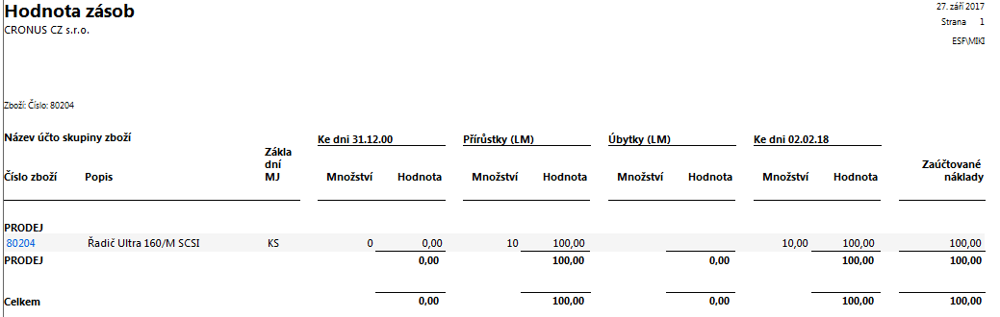 Hodnota zásob
27. září 2017
CRONUS CZ s.r.o.
Strana 1
ESF\MIKI
Zboží: Číslo: 80204
Název účto skupiny zboží Ke dni 31.12.00 Přírůstky (LM) Úbytky (LM) Ke dni 02.02.18
Číslo zboží Popis Základní MJ Množství Hodnota Množství Hodnota Množství Hodnota Množství Hodnota Zaúčtované náklady
PRODEJ
80204 Řadič Ultra 160/M SCSI KS 0 0,00 10 100,00 10,00 100,00 100,00
PRODEJ 0,00 100,00 0,00 100,00 100,00
Celkem 0,00 100,00 0,00 100,00 100,00